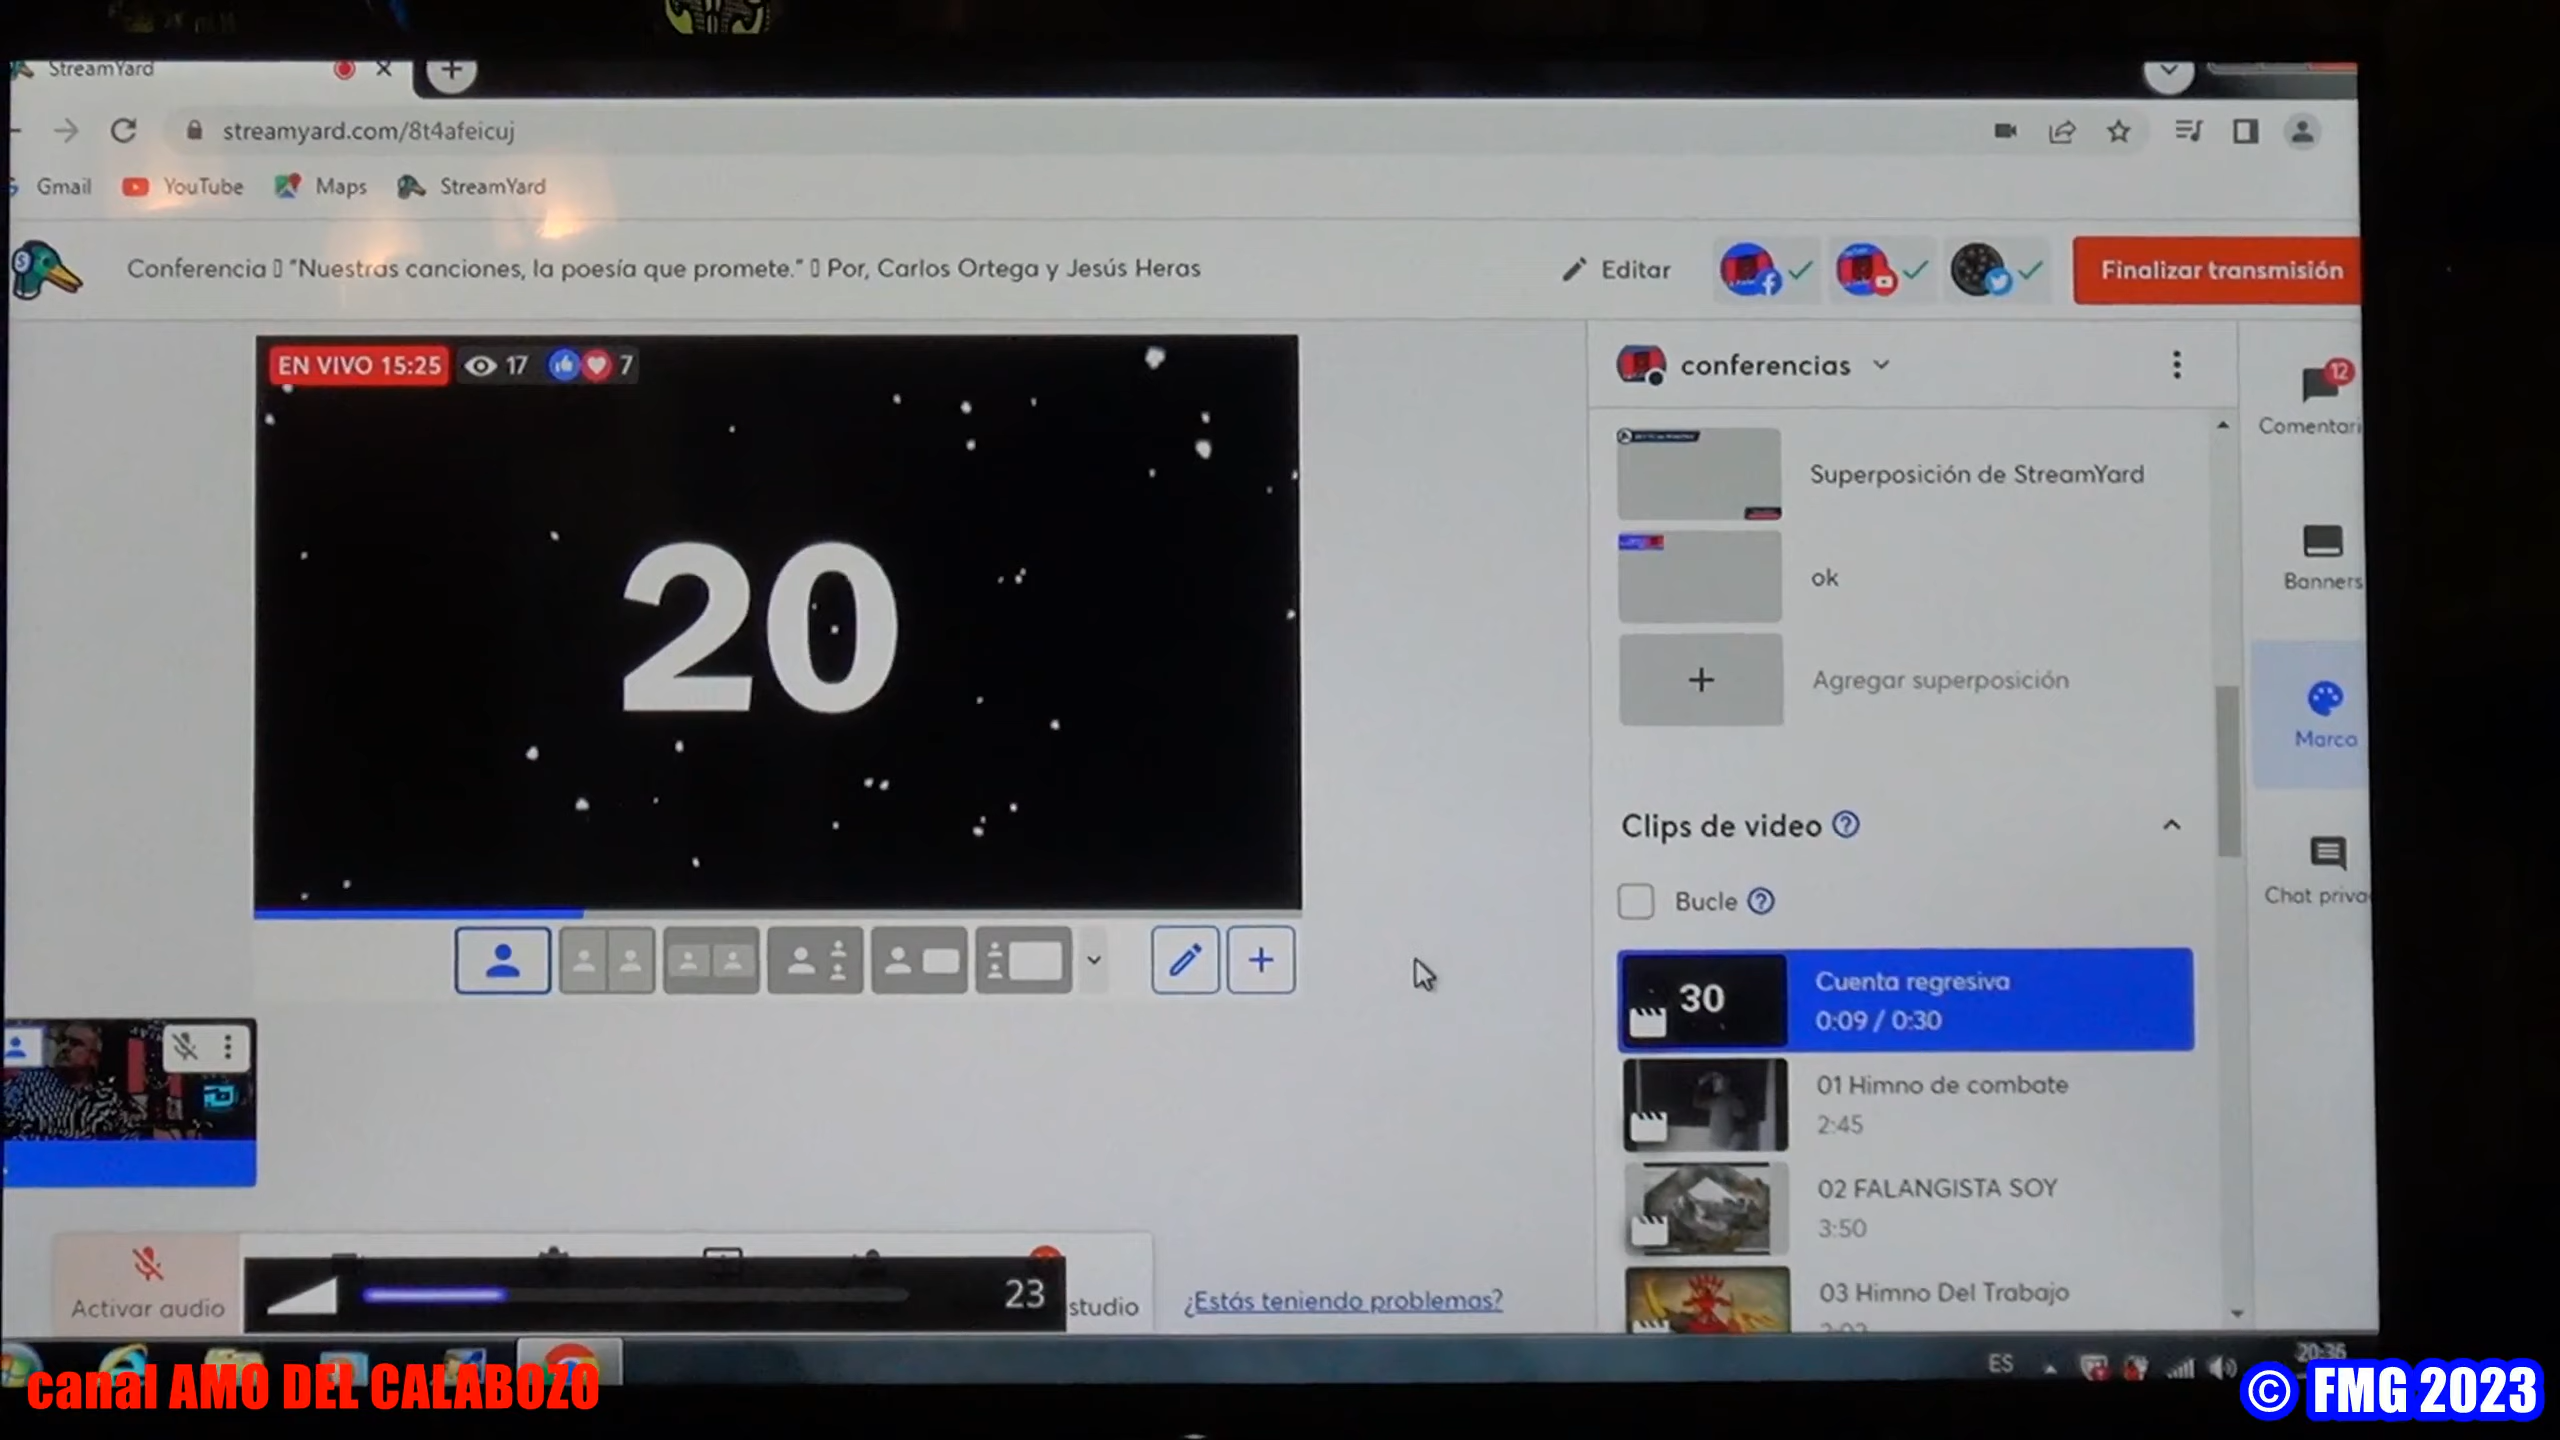 StreamYard
streamyard.com/8t4afeicuj
Gmail YouTube Maps StreamYard
Conferencia ▯ "Nuestras canciones, la poesía que promete." ▯ Por, Carlos Ortega y Jesús Heras
Editar
Finalizar transmisión
EN VIVO 15:25 17 7
20
conferencias
Superposición de StreamYard
ok
Agregar superposición
Clips de video
Bucle
30
Cuenta regresiva
0:09 / 0:30
01 Himno de combate
2:45
02 FALANGISTA SOY
3:50
03 Himno Del Trabajo
12
Comentari
Banners
Marca
Chat priva
Activar audio
23
studio
¿Estás teniendo problemas?
ES
20:36
canal AMO DEL CALABOZO
© FMG 2023